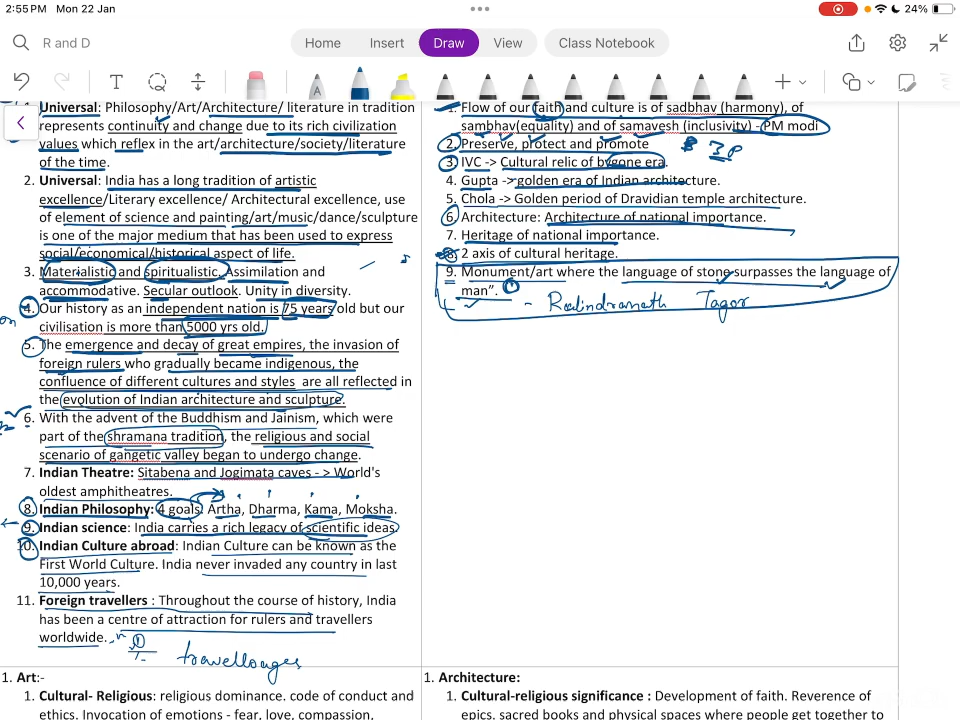 2:55 PM Mon 22 Jan
24%
R and D
Home Insert Draw View Class Notebook
1. Universal: Philosophy/Art/Architecture/ literature in tradition
represents continuity and change due to its rich civilization
values which reflex in the art/architecture/society/literature
of the time.
2. Universal: India has a long tradition of artistic
excellence/Literary excellence/ Architectural excellence, use
of element of science and painting/art/music/dance/sculpture
is one of the major medium that has been used to express
social/economical/historical aspect of life.
3. Materialistic and spiritualistic. Assimilation and
accommodative. Secular outlook. Unity in diversity.
4. Our history as an independent nation is 75 years old but our
civilisation is more than 5000 yrs old.
5. The emergence and decay of great empires, the invasion of
foreign rulers who gradually became indigenous, the
confluence of different cultures and styles are all reflected in
the evolution of Indian architecture and sculpture.
6. With the advent of the Buddhism and Jainism, which were
part of the shramana tradition, the religious and social
scenario of gangetic valley began to undergo change.
7. Indian Theatre: Sitabena and Jogimata caves - > World's
oldest amphitheatres.
8. Indian Philosophy: 4 goals: Artha, Dharma, Kama, Moksha.
9. Indian science: India carries a rich legacy of scientific ideas
10. Indian Culture abroad: Indian Culture can be known as the
First World Culture. India never invaded any country in last
10,000 years.
11. Foreign travellers : Throughout the course of history, India
has been a centre of attraction for rulers and travellers
worldwide.
travellouges
1. Flow of our faith and culture is of sadbhav (harmony), of
sambhav(equality) and of samavesh (inclusivity) -PM modi
2. Preserve, protect and promote 3P
3. IVC -> Cultural relic of bygone era.
4. Gupta -> golden era of Indian architecture.
5. Chola -> Golden period of Dravidian temple architecture.
6. Architecture: Architecture of national importance.
7. Heritage of national importance.
8. 2 axis of cultural heritage.
9. Monument/art where the language of stone surpasses the language of
man”.
- Rabindranath Tagor
1. Art:-
1. Cultural- Religious: religious dominance. code of conduct and
ethics. Invocation of emotions - fear, love, compassion,
1. Architecture:
1. Cultural-religious significance : Development of faith. Reverence of
epics, sacred books and physical spaces where people get together to